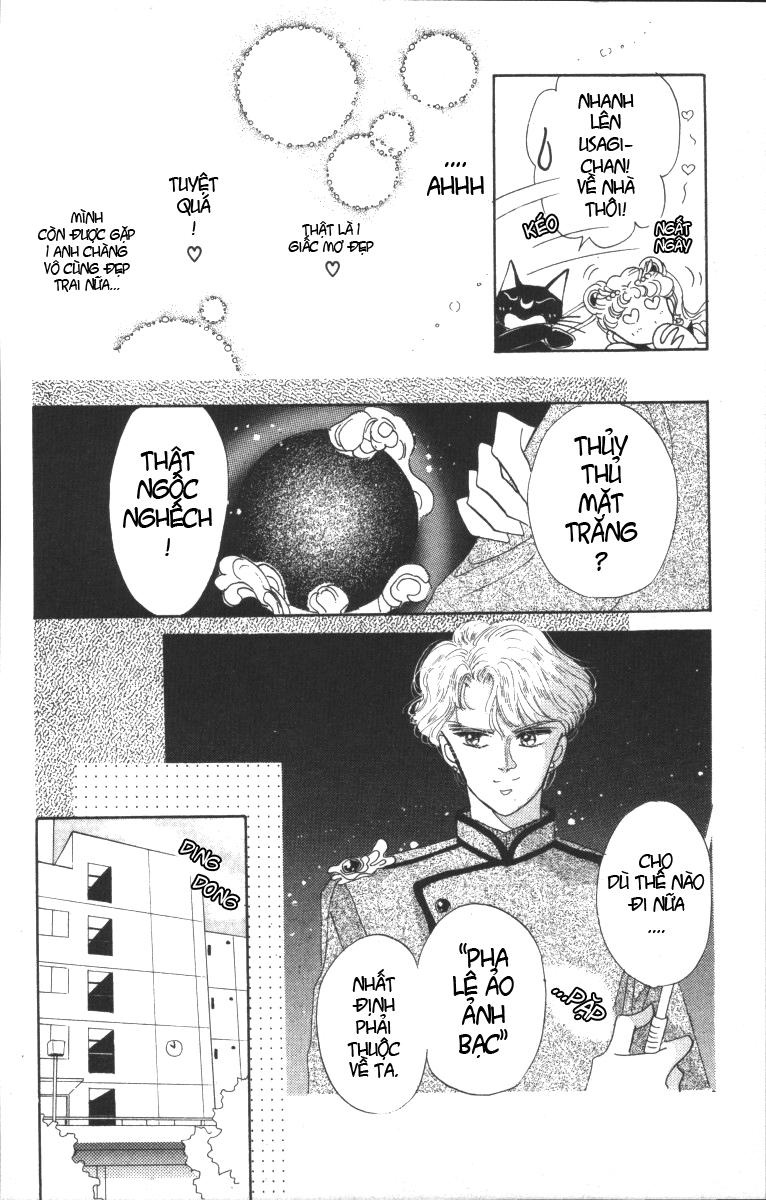 NHANH
LÊN
USAGI-
CHAN!
VỀ NHÀ
THÔI!
KÉO
NGẤT
NGÂY
....
AHHH
THẬT LÀ 1
GIẤC MƠ ĐẸP
TUYỆT
QUÁ
!
MÌNH
CÒN ĐƯỢC GẶP
1 ANH CHÀNG
VÔ CÙNG ĐẸP
TRAI NỮA...
THỦY
THỦ
MẶT
TRĂNG
?
THẬT
NGỐC
NGHẾCH
!
CHO
DÙ THẾ NÀO
ĐI NỮA
....
...DẶP
"PHA
LÊ ẢO
ẢNH
BẠC"
NHẤT
ĐỊNH
PHẢI
THUỘC
VỀ TA.
DING
DONG